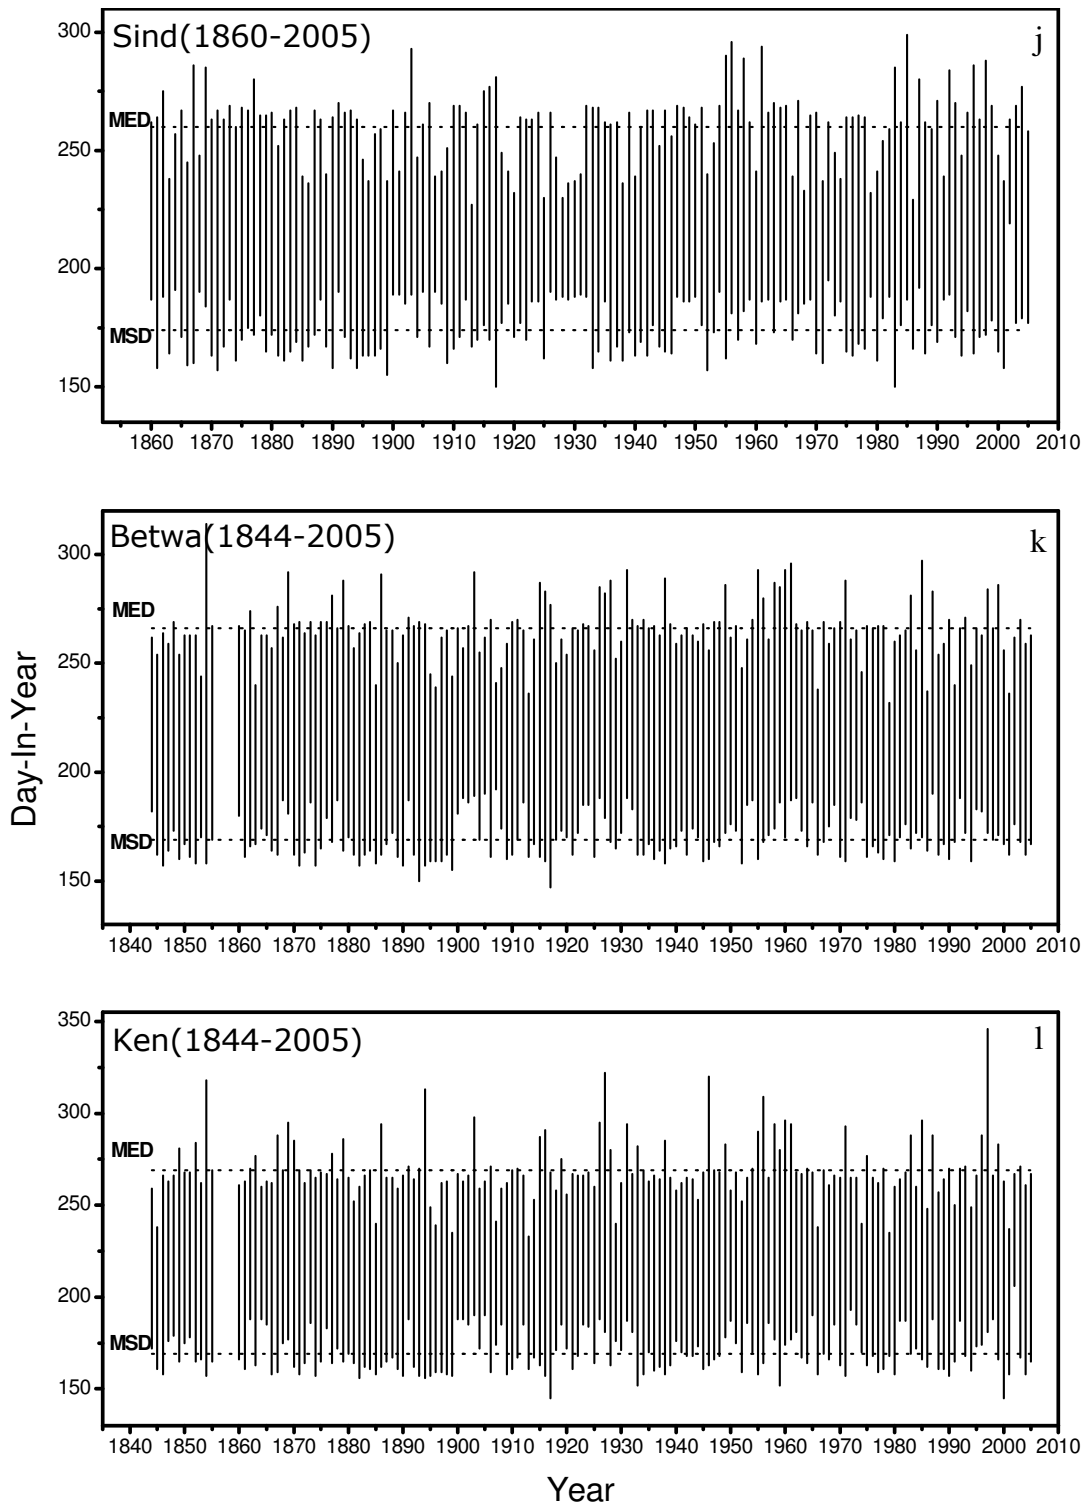 Sind(1860-2005)
j
300
MED
250
200
MSD
150
1860 1870 1880 1890 1900 1910 1920 1930 1940 1950 1960 1970 1980 1990 2000 2010
Betwa(1844-2005)
k
300
MED
250
200
MSD
150
1840 1850 1860 1870 1880 1890 1900 1910 1920 1930 1940 1950 1960 1970 1980 1990 2000 2010
Day-In-Year
350
Ken(1844-2005)
l
300
MED
250
200
MSD
150
1840 1850 1860 1870 1880 1890 1900 1910 1920 1930 1940 1950 1960 1970 1980 1990 2000 2010
Year